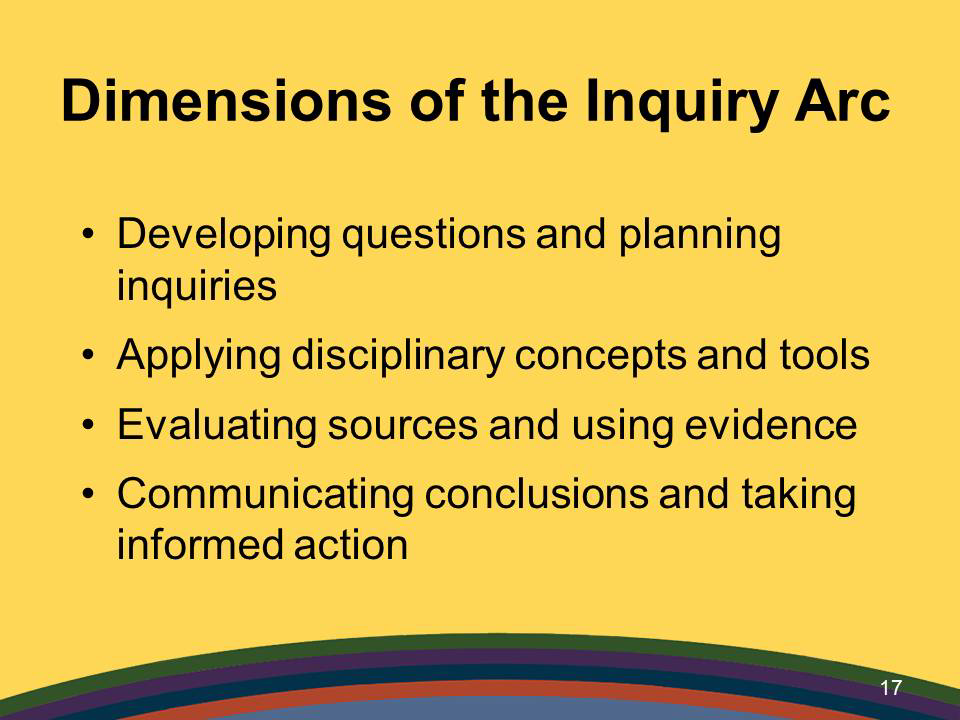 Dimensions of the Inquiry Arc
• Developing questions and planning
inquiries
• Applying disciplinary concepts and tools
• Evaluating sources and using evidence
• Communicating conclusions and taking
informed action
17